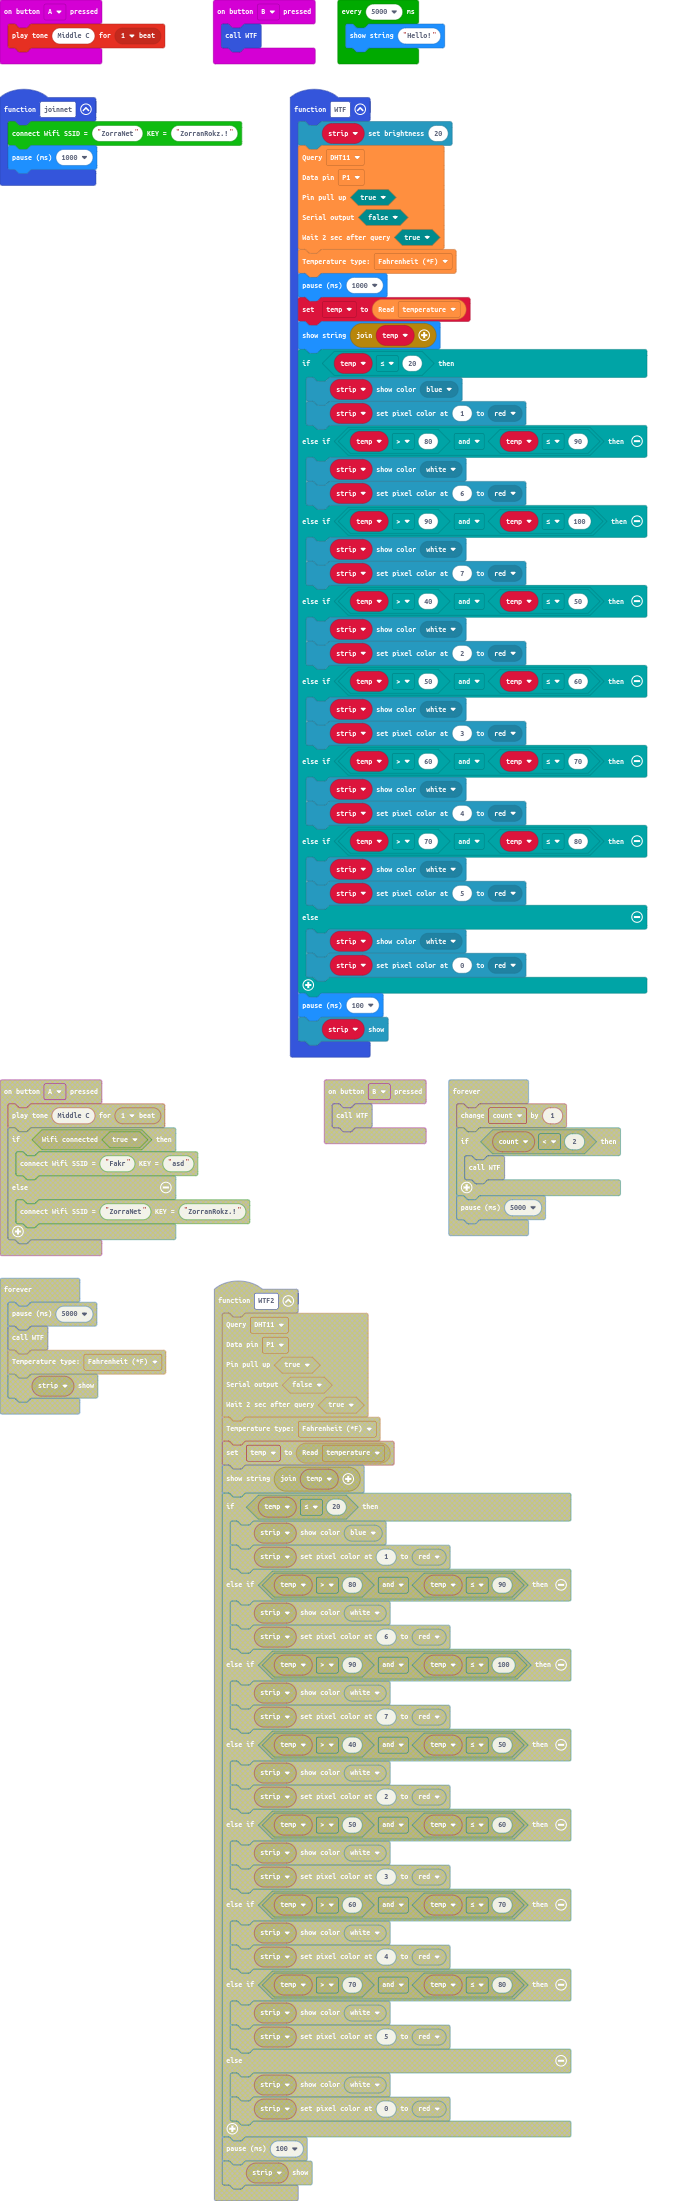 on button A pressed
play tone Middle C for 1 beat
on button B pressed
call WTF
every 5000 ms
show string "Hello!"
function joinnet
connect Wifi SSID = "ZorraNet" KEY = "ZorranRokz.!"
pause (ms) 1000
function WTF
strip set brightness 20
Query DHT11
Data pin P1
Pin pull up true
Serial output false
Wait 2 sec after query true
Temperature type: Fahrenheit (*F)
pause (ms) 1000
set temp to Read temperature
show string join temp
if temp ≤ 20 then
strip show color blue
strip set pixel color at 1 to red
else if temp > 80 and temp ≤ 90 then
strip show color white
strip set pixel color at 6 to red
else if temp > 90 and temp ≤ 100 then
strip show color white
strip set pixel color at 7 to red
else if temp > 40 and temp ≤ 50 then
strip show color white
strip set pixel color at 2 to red
else if temp > 50 and temp ≤ 60 then
strip show color white
strip set pixel color at 3 to red
else if temp > 60 and temp ≤ 70 then
strip show color white
strip set pixel color at 4 to red
else if temp > 70 and temp ≤ 80 then
strip show color white
strip set pixel color at 5 to red
else
strip show color white
strip set pixel color at 0 to red
pause (ms) 100
strip show
on button A pressed
play tone Middle C for 1 beat
if Wifi connected true then
connect Wifi SSID = "Fakr" KEY = "asd"
else
connect Wifi SSID = "ZorraNet" KEY = "ZorranRokz.!"
on button B pressed
call WTF
forever
change count by 1
if count < 2 then
call WTF
pause (ms) 5000
forever
pause (ms) 5000
call WTF
Temperature type: Fahrenheit (*F)
strip show
function WTF2
Query DHT11
Data pin P1
Pin pull up true
Serial output false
Wait 2 sec after query true
Temperature type: Fahrenheit (*F)
set temp to Read temperature
show string join temp
if temp ≤ 20 then
strip show color blue
strip set pixel color at 1 to red
else if temp > 80 and temp ≤ 90 then
strip show color white
strip set pixel color at 6 to red
else if temp > 90 and temp ≤ 100 then
strip show color white
strip set pixel color at 7 to red
else if temp > 40 and temp ≤ 50 then
strip show color white
strip set pixel color at 2 to red
else if temp > 50 and temp ≤ 60 then
strip show color white
strip set pixel color at 3 to red
else if temp > 60 and temp ≤ 70 then
strip show color white
strip set pixel color at 4 to red
else if temp > 70 and temp ≤ 80 then
strip show color white
strip set pixel color at 5 to red
else
strip show color white
strip set pixel color at 0 to red
pause (ms) 100
strip show